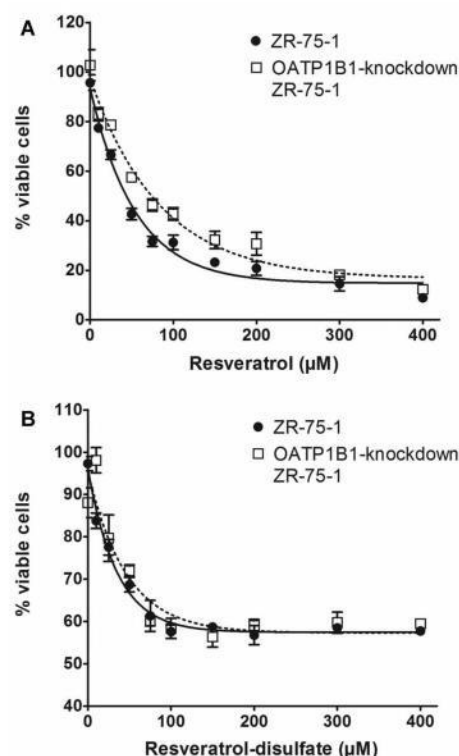 A
ZR-75-1
OATP1B1-knockdown
ZR-75-1
120
100
80
60
40
20
0
% viable cells
0 100 200 300 400
Resveratrol (µM)
B
ZR-75-1
OATP1B1-knockdown
ZR-75-1
110
100
90
80
70
60
50
40
% viable cells
0 100 200 300 400
Resveratrol-disulfate (µM)